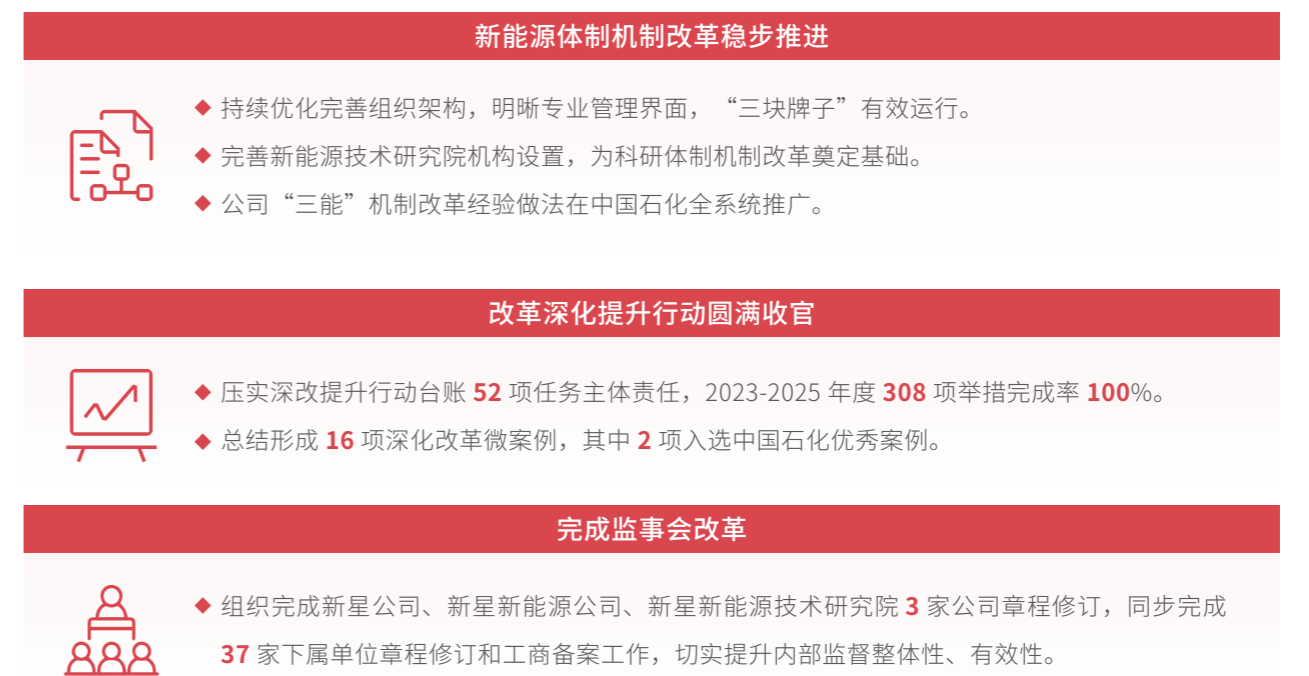 新能源体制机制改革稳步推进
◆ 持续优化完善组织架构，明晰专业管理界面，“三块牌子”有效运行。
◆ 完善新能源技术研究院机构设置，为科研体制机制改革奠定基础。
◆ 公司“三能”机制改革经验做法在中国石化全系统推广。
改革深化提升行动圆满收官
◆ 压实深改提升行动台账 52 项任务主体责任，2023-2025 年度 308 项举措完成率 100%。
◆ 总结形成 16 项深化改革微案例，其中 2 项入选中国石化优秀案例。
完成监事会改革
◆ 组织完成新星公司、新星新能源公司、新星新能源技术研究院 3 家公司章程修订，同步完成
37 家下属单位章程修订和工商备案工作，切实提升内部监督整体性、有效性。